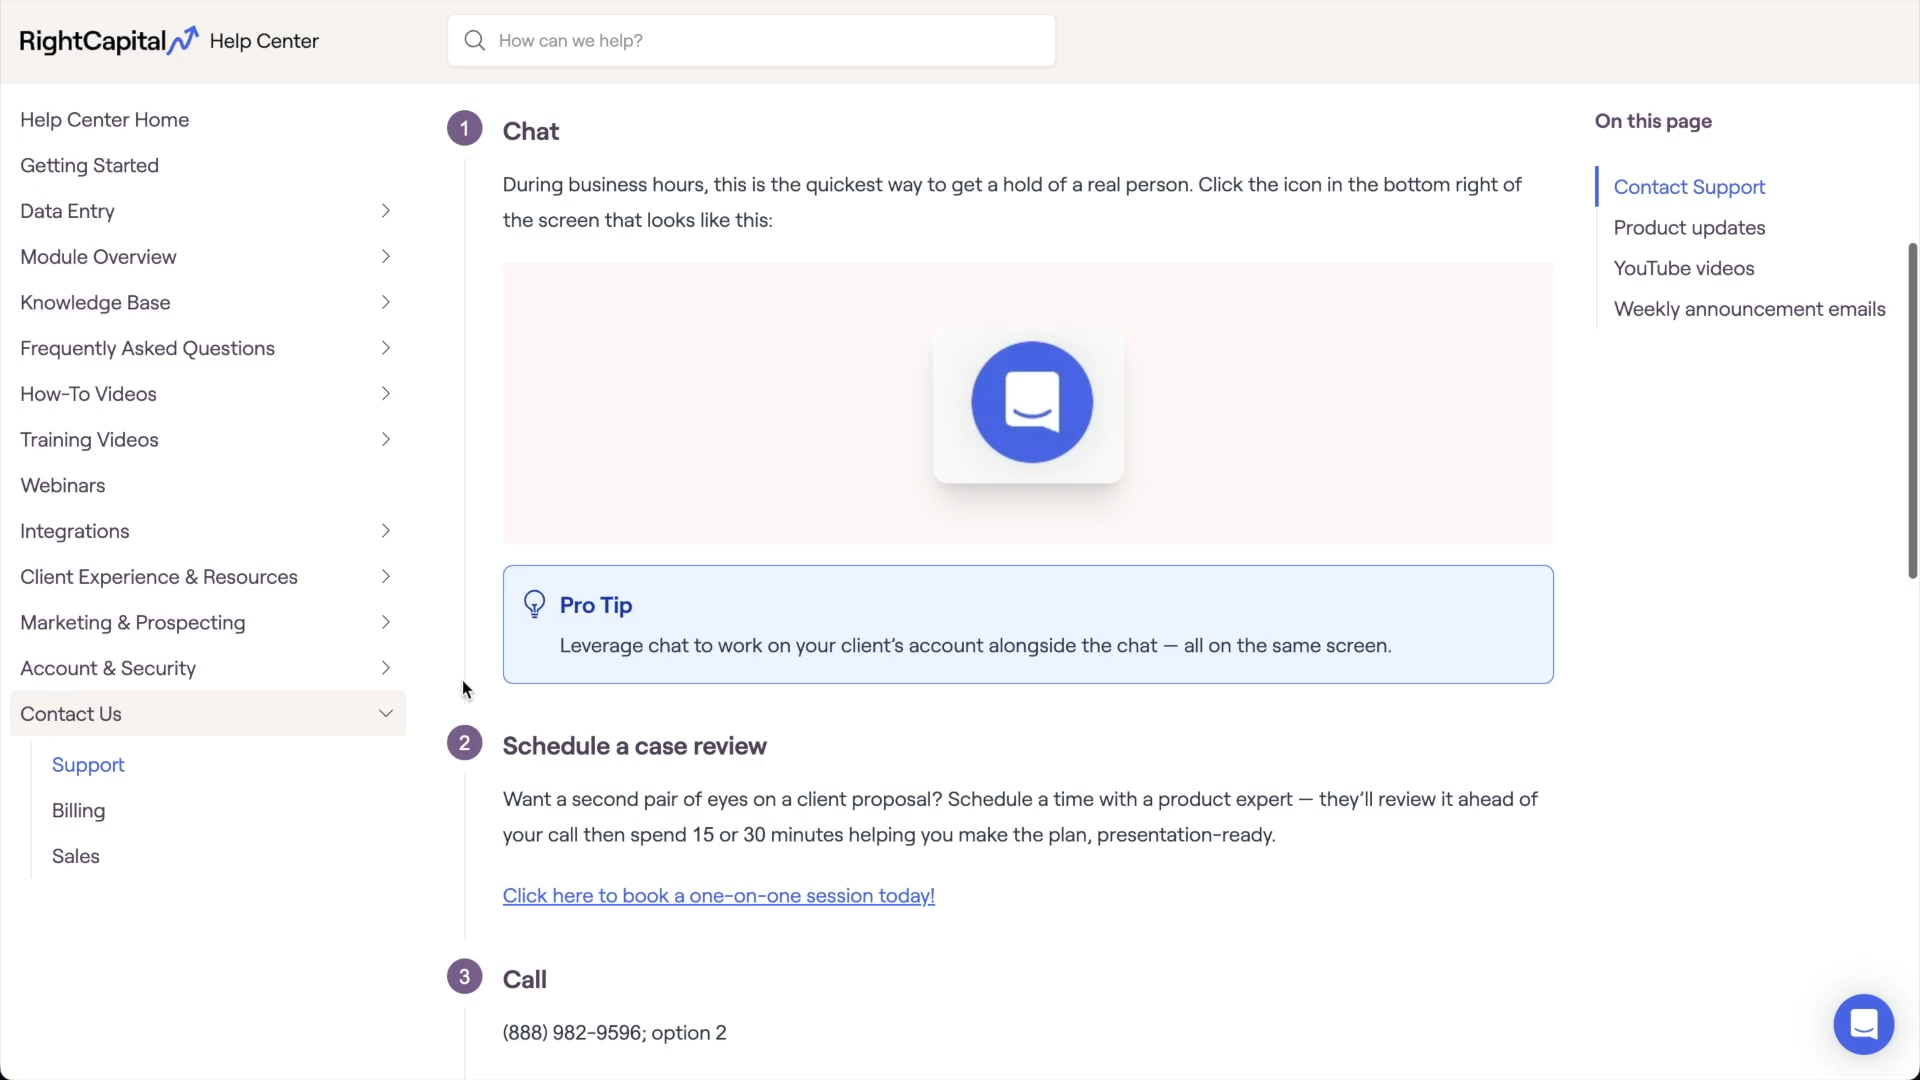 RightCapital Help Center
How can we help?
Help Center Home
Getting Started
Data Entry
Module Overview
Knowledge Base
Frequently Asked Questions
How-To Videos
Training Videos
Webinars
Integrations
Client Experience & Resources
Marketing & Prospecting
Account & Security
Contact Us
Support
Billing
Sales
1 Chat
During business hours, this is the quickest way to get a hold of a real person. Click the icon in the bottom right of
the screen that looks like this:
Pro Tip
Leverage chat to work on your client’s account alongside the chat — all on the same screen.
2 Schedule a case review
Want a second pair of eyes on a client proposal? Schedule a time with a product expert — they’ll review it ahead of
your call then spend 15 or 30 minutes helping you make the plan, presentation-ready.
Click here to book a one-on-one session today!
3 Call
(888) 982-9596; option 2
On this page
Contact Support
Product updates
YouTube videos
Weekly announcement emails